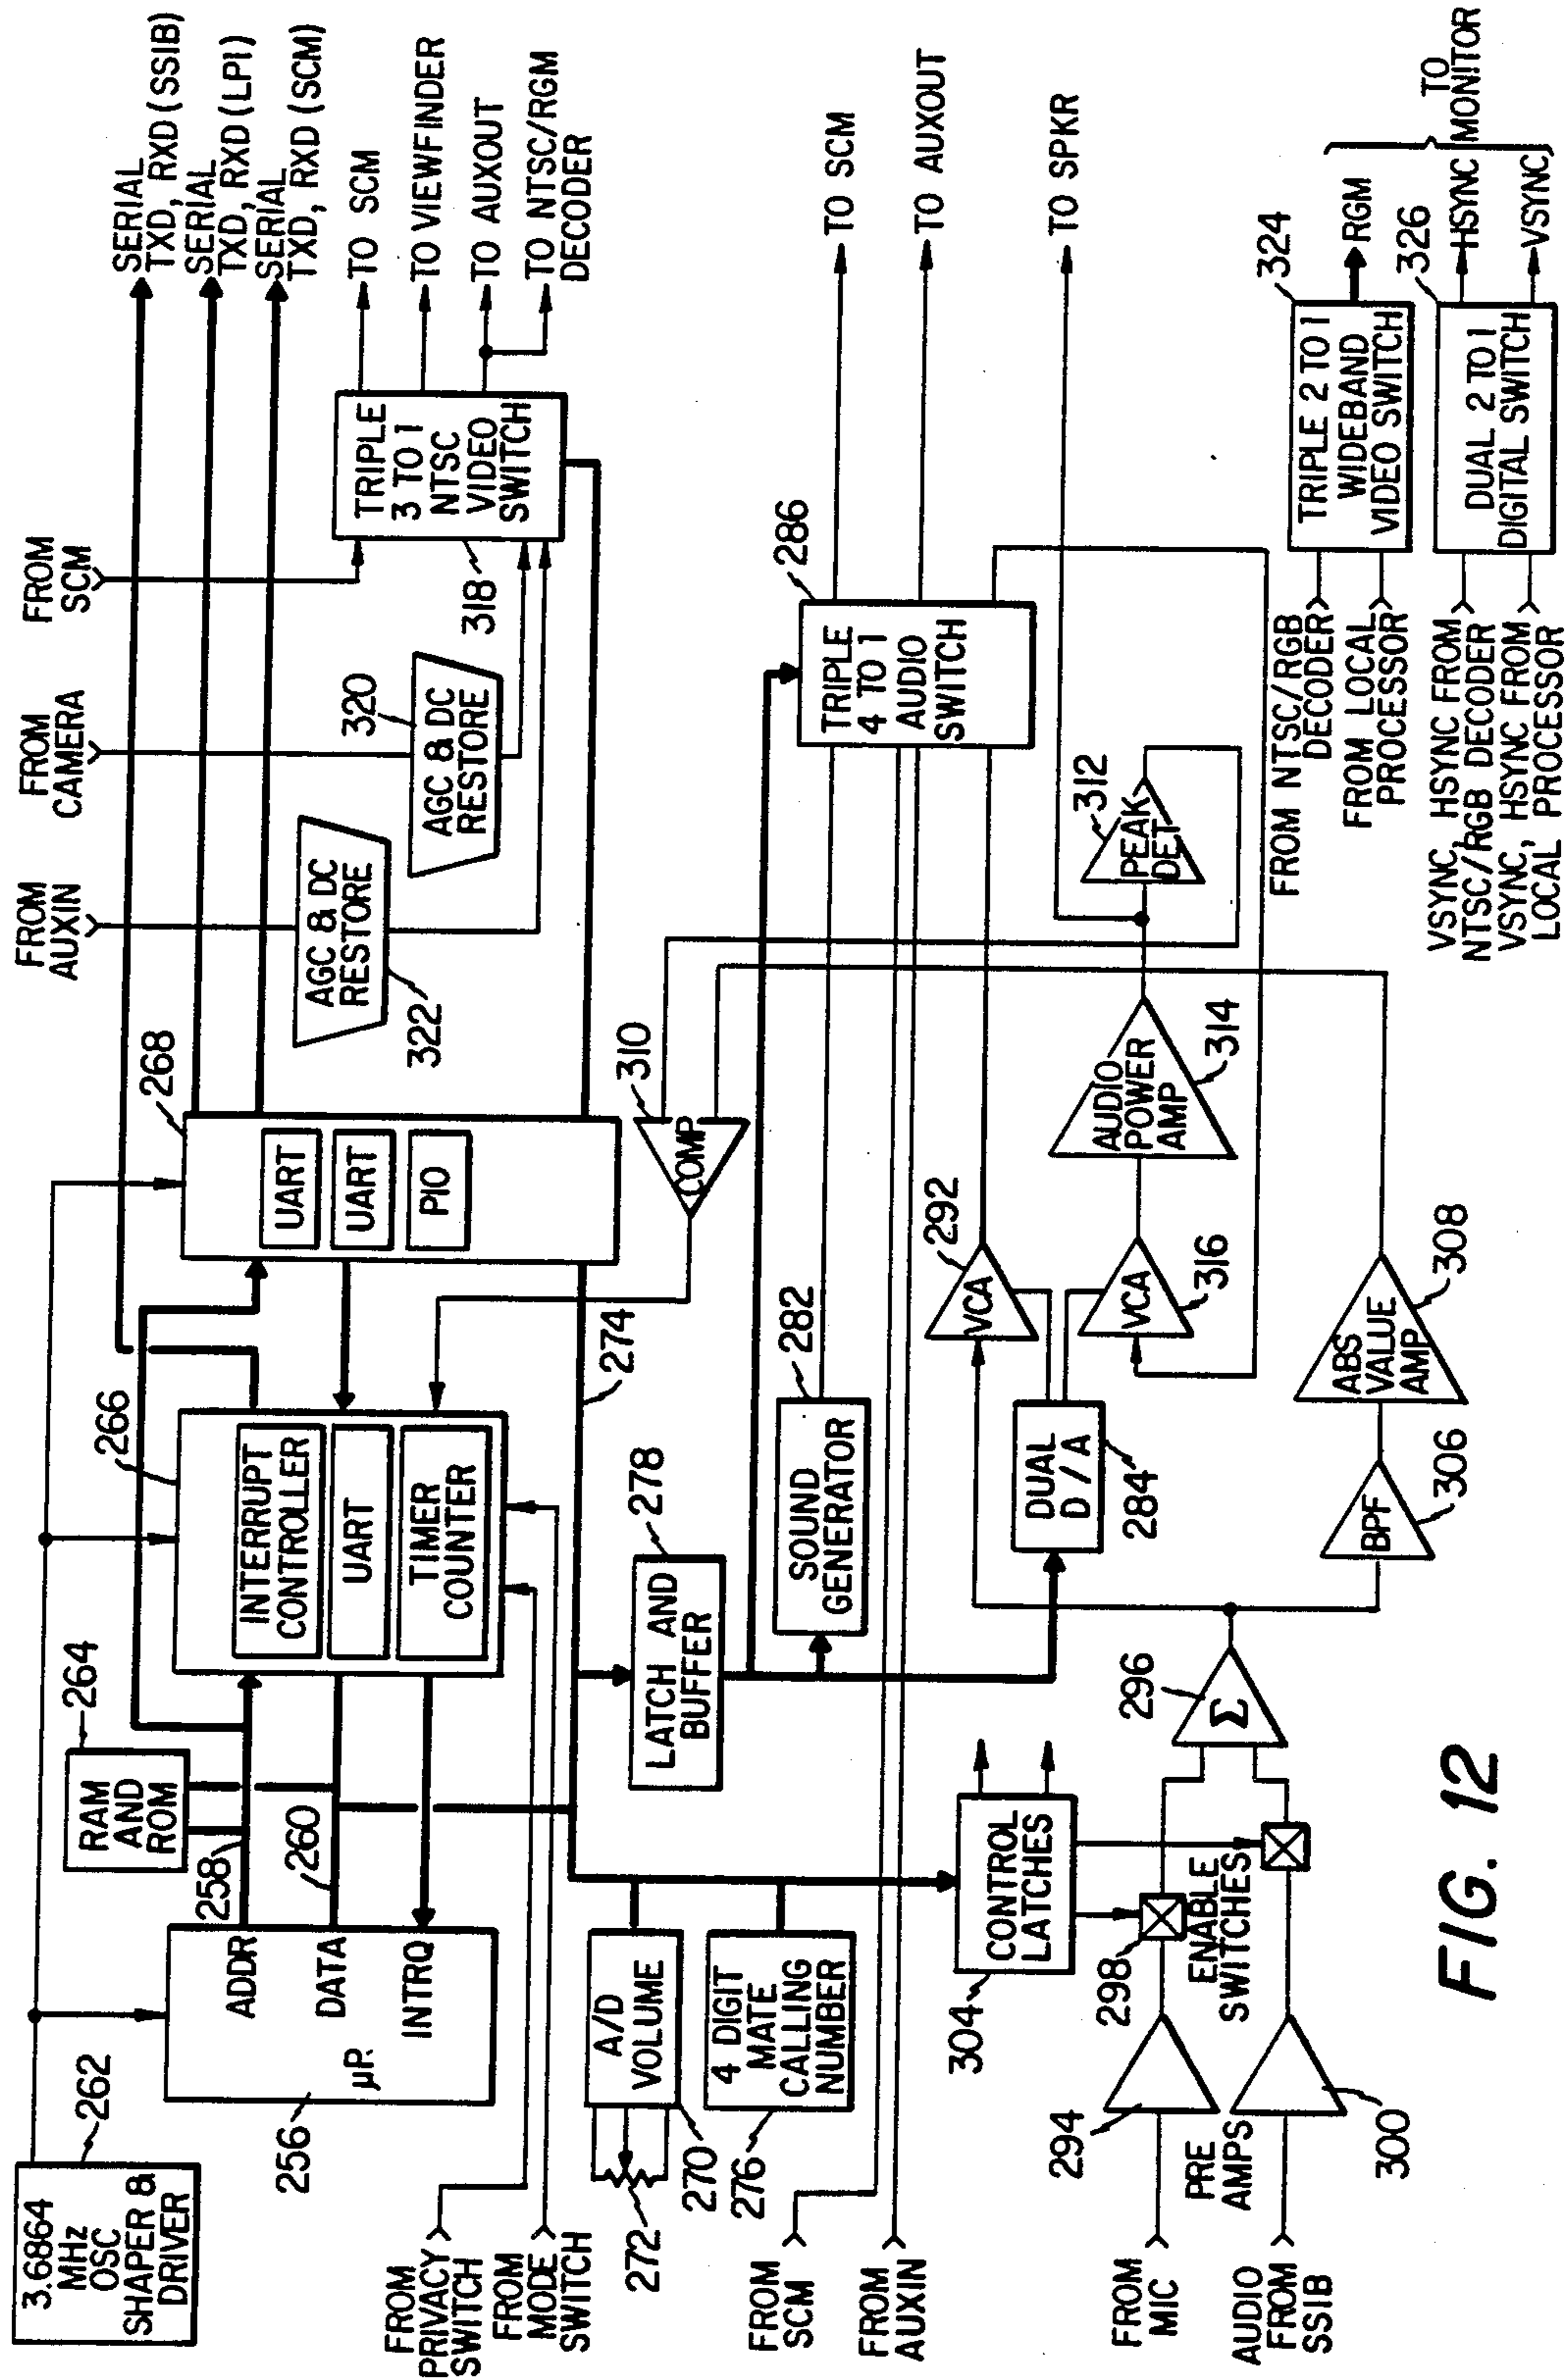 3.6864
MHz
OSC
SHAPER &
DRIVER
262
256
μP
ADDR
DATA
INTRQ
258
260
RAM
AND
ROM
264
266
INTERRUPT
CONTROLLER
UART
TIMER
COUNTER
268
UART
UART
PIO
FROM
AUXIN
FROM
CAMERA
FROM
SCM
AGC & DC
RESTORE
322
320
AGC & DC
RESTORE
318
TRIPLE
3 TO 1
NTSC
VIDEO
SWITCH
SERIAL
TXD, RXD (SSIB)
SERIAL
TXD, RXD (LPI)
SERIAL
TXD, RXD (SCM)
TO SCM
TO VIEWFINDER
TO AUXOUT
TO NTSC/RGM
DECODER
FROM
PRIVACY
SWITCH
FROM
MODE
SWITCH
272
270
A/D
VOLUME
276
4 DIGIT
MATE
CALLING
NUMBER
274
278
LATCH AND
BUFFER
310
COMP
282
SOUND
GENERATOR
286
TRIPLE
4 TO 1
AUDIO
SWITCH
TO SCM
TO AUXOUT
TO SPKR
FROM
SCM
FROM
AUXIN
304
CONTROL
LATCHES
DUAL
D/A
284
292
VCA
VCA
316
AUDIO
POWER
AMP
314
312
PEAK
DET
FROM
MIC
294
PRE
AMPS
AUDIO
FROM
SSIB
300
298
ENABLE
SWITCHES
296
Σ
BPF
306
ABS
VALUE
AMP
308
FROM NTSC/RGB
DECODER
FROM LOCAL
PROCESSOR
TRIPLE 2 TO 1
WIDEBAND
VIDEO SWITCH
324
RGM
VSYNC, HSYNC FROM
NTSC/RGB DECODER
VSYNC, HSYNC FROM
LOCAL PROCESSOR
DUAL 2 TO 1
DIGITAL SWITCH
326
HSYNC
VSYNC
TO
MONITOR
FIG. 12